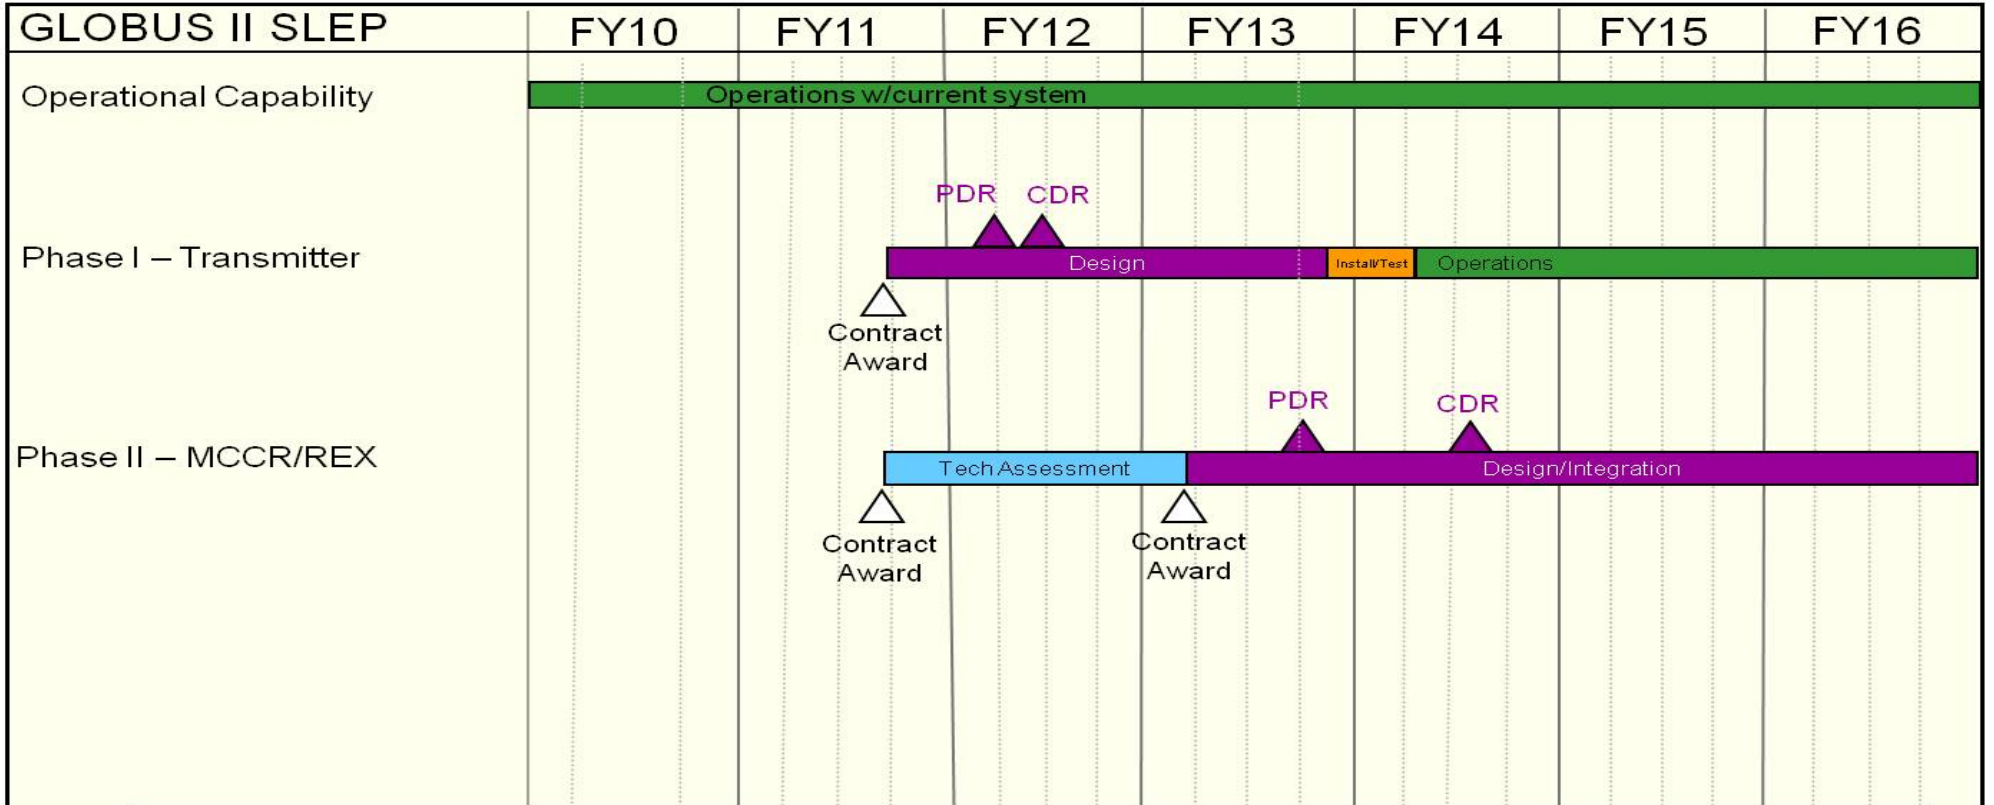 GLOBUS II SLEP FY10 FY11 FY12 FY13 FY14 FY15 FY16
Operational Capability
Operations w/current system
PDR CDR
Phase I – Transmitter
Design Install/Test Operations
Contract
Award
PDR CDR
Phase II – MCCR/REX
Tech Assessment Design/Integration
Contract Contract
Award Award